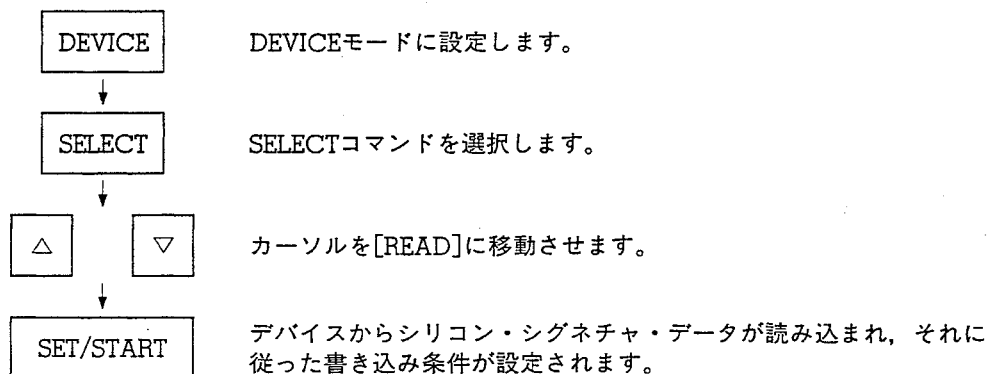 DEVICE DEVICEモードに設定します。
SELECT SELECTコマンドを選択します。
△ ▽ カーソルを[READ]に移動させます。
SET/START デバイスからシリコン・シグネチャ・データが読み込まれ，それに
従った書き込み条件が設定されます。